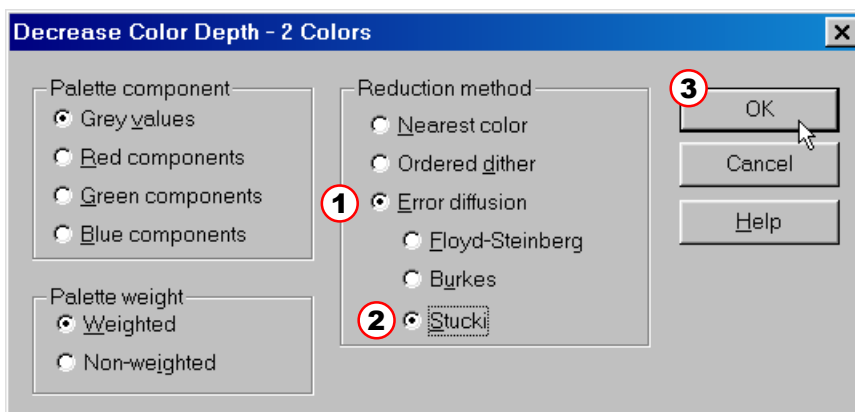 Decrease Color Depth - 2 Colors
Palette component
Grey values
Red components
Green components
Blue components
Palette weight
Weighted
Non-weighted
Reduction method
Nearest color
Ordered dither
1 Error diffusion
Floyd-Steinberg
Burkes
2 Stucki
3
OK
Cancel
Help